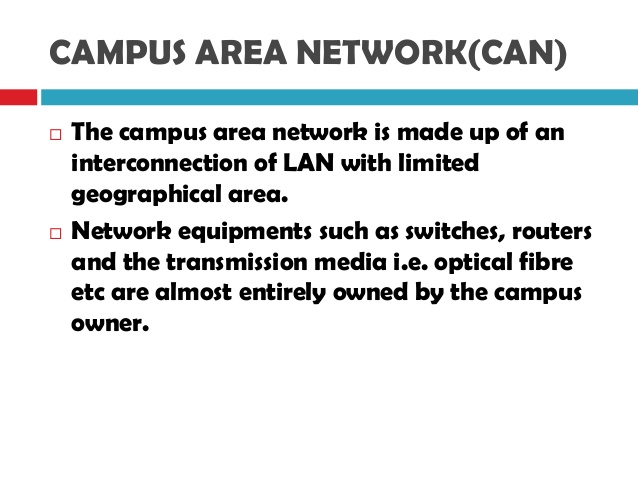 CAMPUS AREA NETWORK(CAN)
The campus area network is made up of an
interconnection of LAN with limited
geographical area.
Network equipments such as switches, routers
and the transmission media i.e. optical fibre
etc are almost entirely owned by the campus
owner.